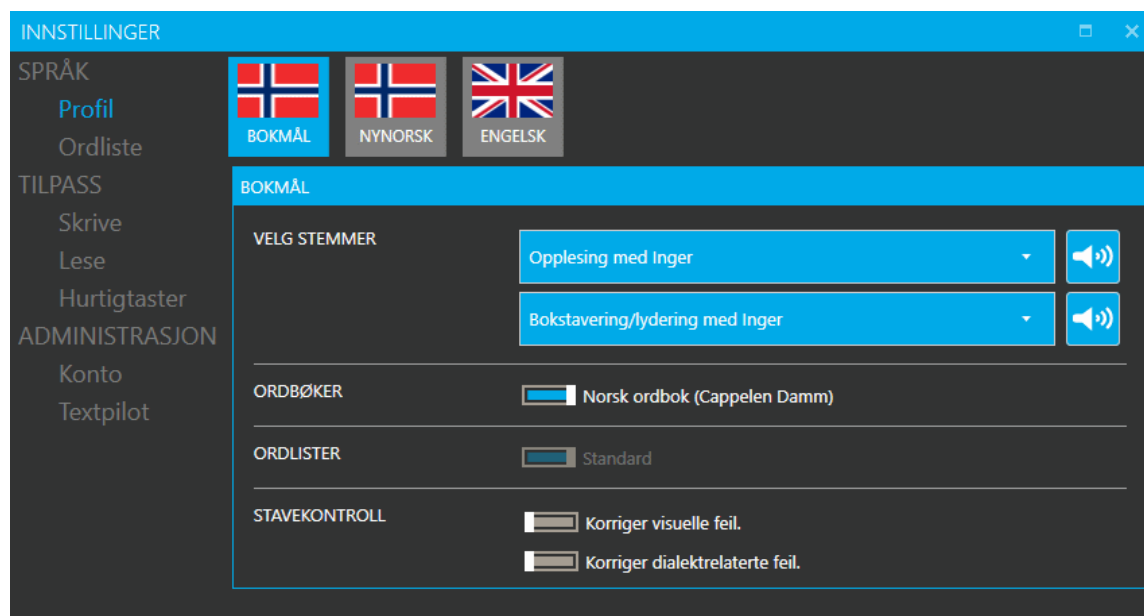 INNSTILLINGER
SPRÅK
Profil
Ordliste
TILPASS
Skrive
Lese
Hurtigtaster
ADMINISTRASJON
Konto
Textpilot
BOKMÅL
NYNORSK
ENGELSK
BOKMÅL
VELG STEMMER
Opplesing med Inger
Bokstavering/lydering med Inger
ORDBØKER
Norsk ordbok (Cappelen Damm)
ORDLISTER
Standard
STAVEKONTROLL
Korriger visuelle feil.
Korriger dialektrelaterte feil.